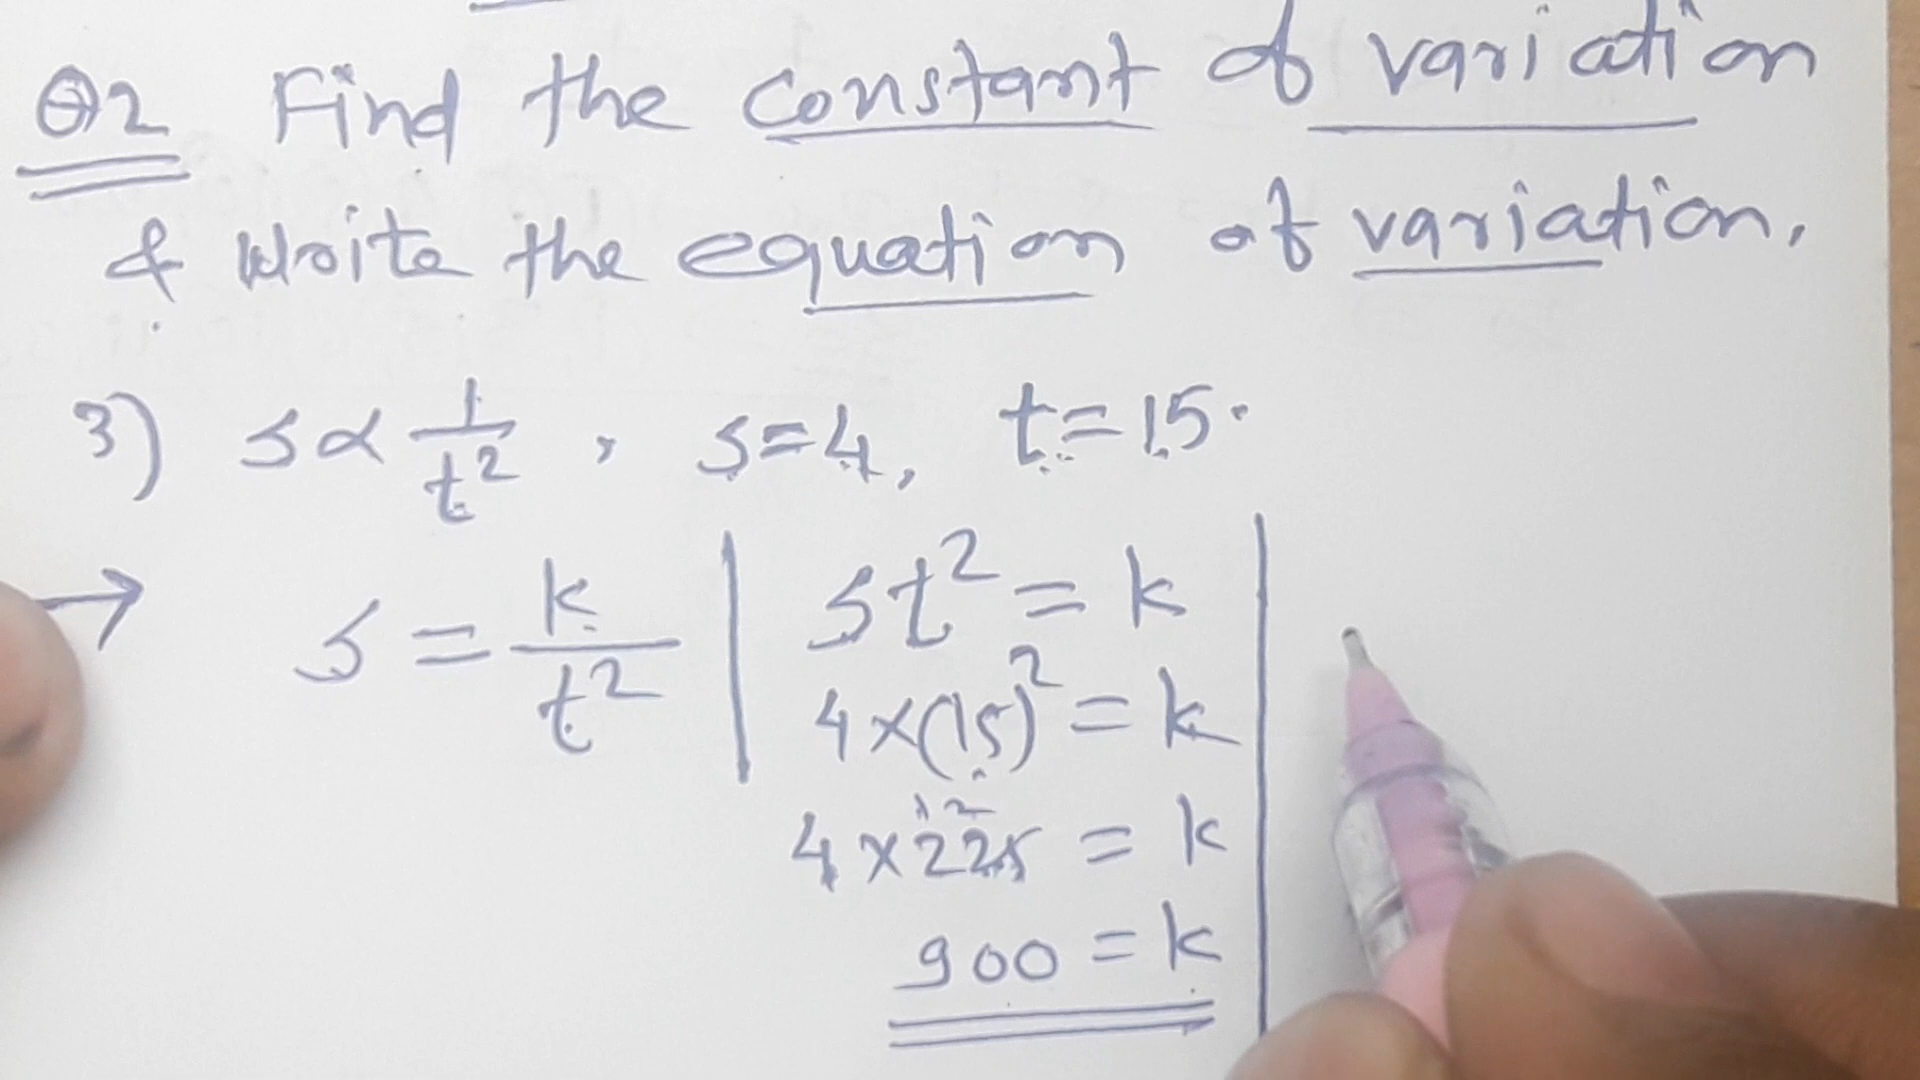 Q2 Find the constant of variation
& Write the equation of variation.
3) s ∝ 1/t², s=4, t=15.
→ s = k/t²
st² = k
4×(15)² = k
4×225 = k
900 = k